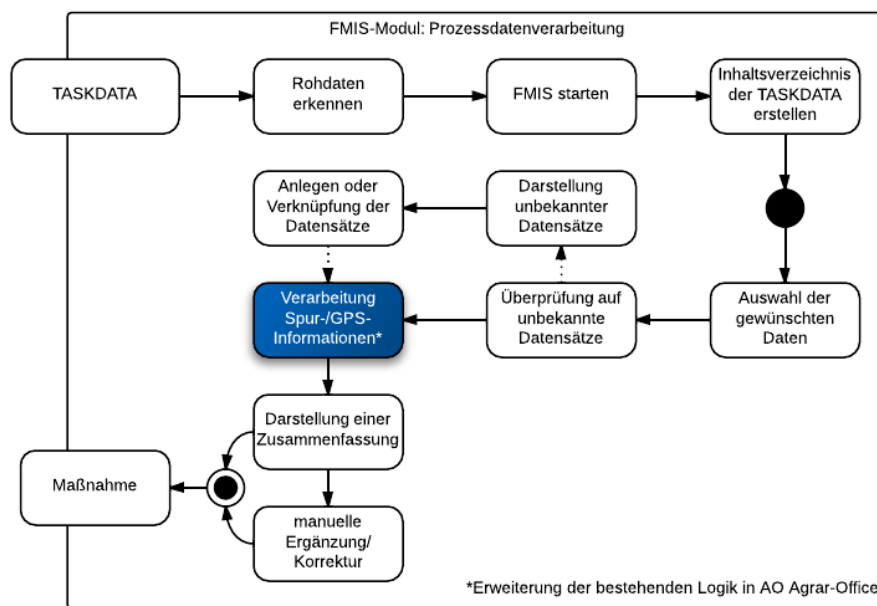 FMIS-Modul: Prozessdatenverarbeitung
TASKDATA
Rohdaten
erkennen
FMIS starten
Inhaltsverzeichnis
der TASKDATA
erstellen
Anlegen oder
Verknüpfung der
Datensätze
Darstellung
unbekannter
Datensätze
Verarbeitung
Spur-/GPS-
Informationen*
Überprüfung auf
unbekannte
Datensätze
Auswahl der
gewünschten
Daten
Darstellung einer
Zusammenfassung
Maßnahme
manuelle
Ergänzung/
Korrektur
*Erweiterung der bestehenden Logik in AO Agrar-Office